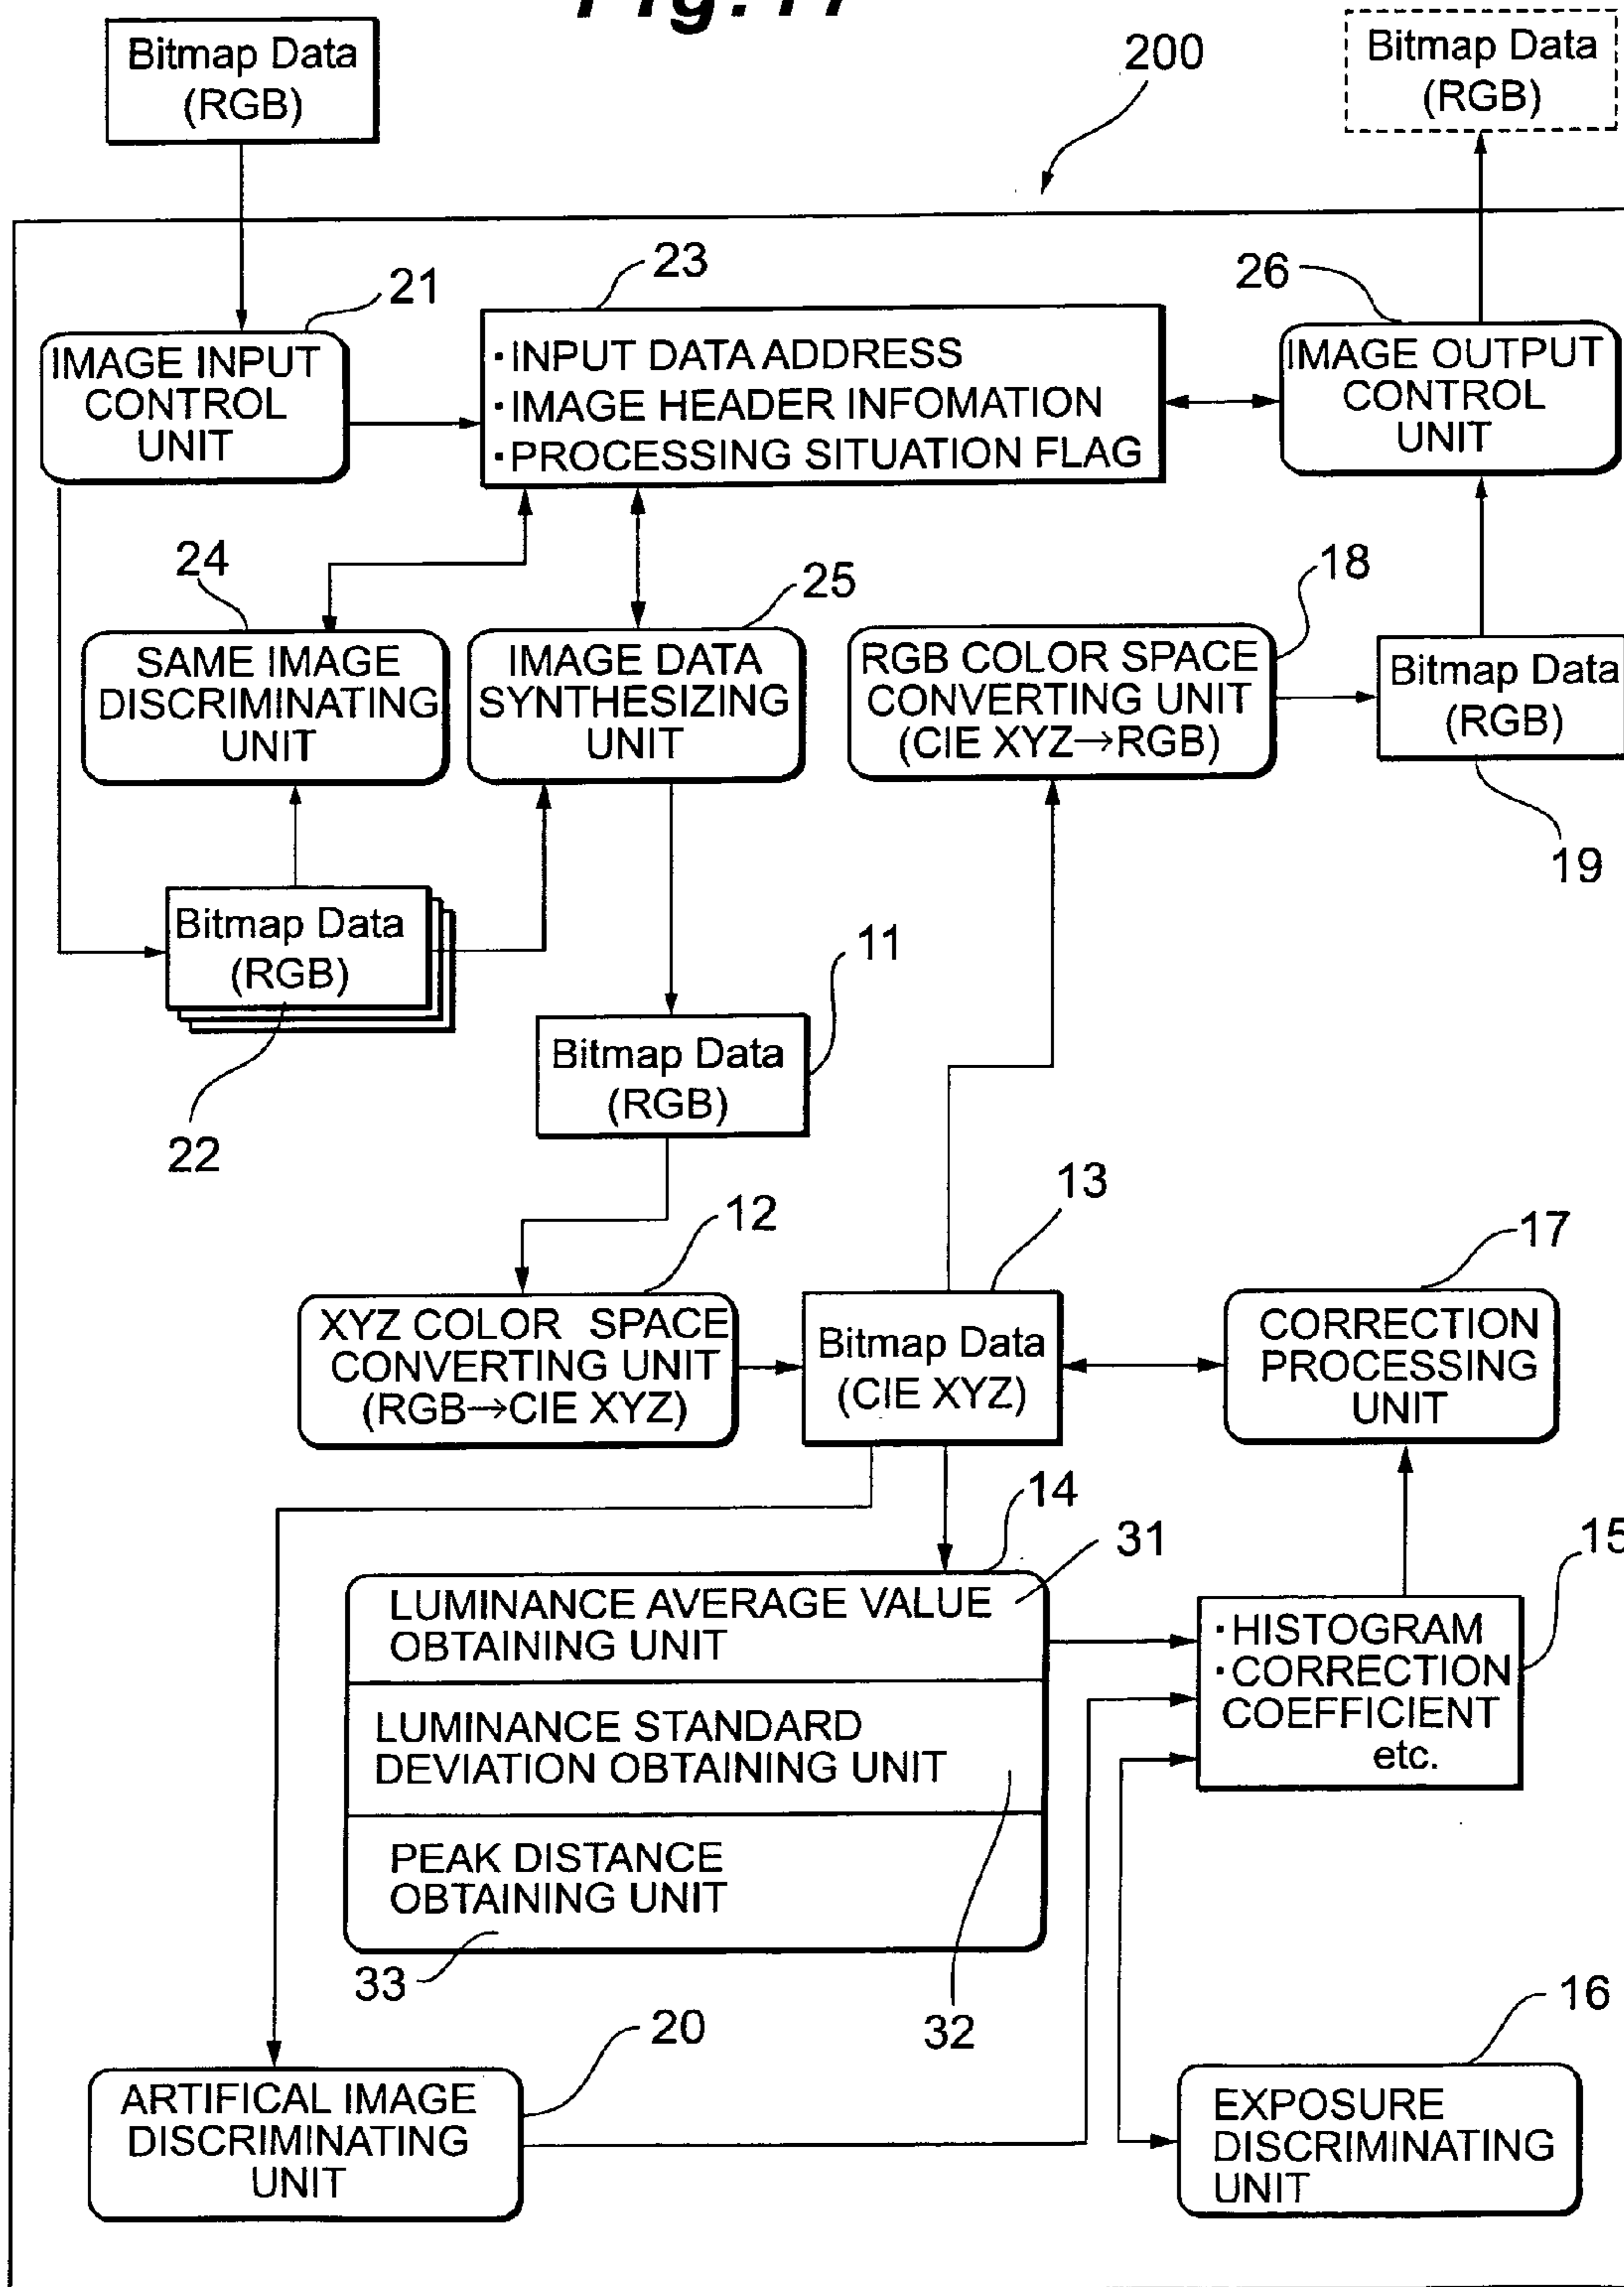 Fig. 17
Bitmap Data
(RGB)
200
Bitmap Data
(RGB)
21
23
26
IMAGE INPUT
CONTROL
UNIT
·INPUT DATA ADDRESS
·IMAGE HEADER INFOMATION
·PROCESSING SITUATION FLAG
IMAGE OUTPUT
CONTROL
UNIT
24
25
18
SAME IMAGE
DISCRIMINATING
UNIT
IMAGE DATA
SYNTHESIZING
UNIT
RGB COLOR SPACE
CONVERTING UNIT
(CIE XYZ→RGB)
Bitmap Data
(RGB)
19
Bitmap Data
(RGB)
22
11
Bitmap Data
(RGB)
12
13
17
XYZ COLOR SPACE
CONVERTING UNIT
(RGB→CIE XYZ)
Bitmap Data
(CIE XYZ)
CORRECTION
PROCESSING
UNIT
14
31
15
LUMINANCE AVERAGE VALUE
OBTAINING UNIT
LUMINANCE STANDARD
DEVIATION OBTAINING UNIT
PEAK DISTANCE
OBTAINING UNIT
·HISTOGRAM
·CORRECTION
COEFFICIENT
etc.
33
32
20
16
ARTIFICAL IMAGE
DISCRIMINATING
UNIT
EXPOSURE
DISCRIMINATING
UNIT